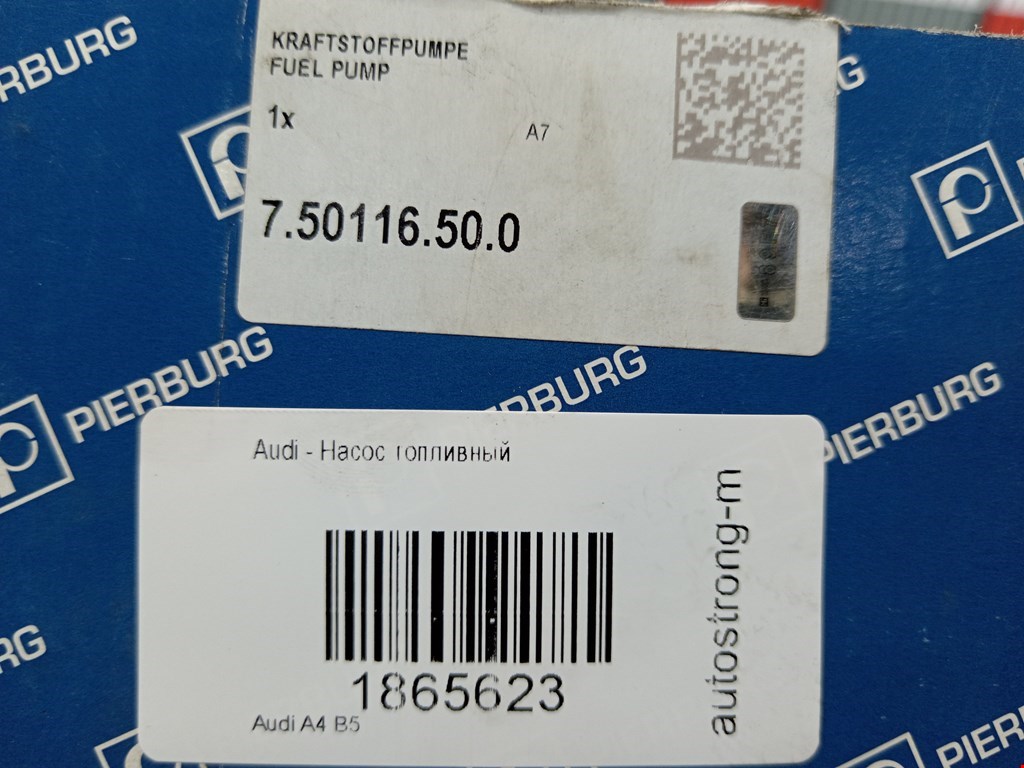 PIERBURG
KRAFTSTOFFPUMPE
FUEL PUMP
1x
A7
7.50116.50.0
PIERBURG
PIERBURG
PIERBURG
Audi - Насос топливный
autostrong-m
1865623
Audi A4 B5
PIERBURG